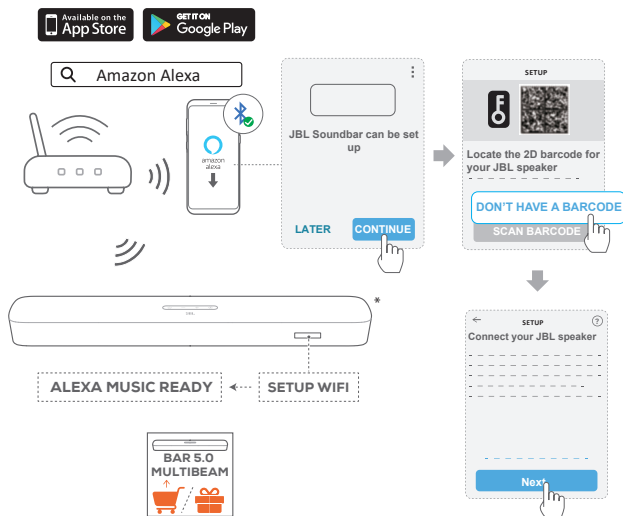 Available on the
App Store
GET IT ON
Google Play
Amazon Alexa
amazon
alexa
JBL Soundbar can be set
up
LATER
CONTINUE
SETUP
Locate the 2D barcode for
your JBL speaker
DON'T HAVE A BARCODE
SCAN BARCODE
JBL
*
ALEXA MUSIC READY
SETUP WIFI
SETUP
?
Connect your JBL speaker
Next
BAR 5.0
MULTIBEAM
/